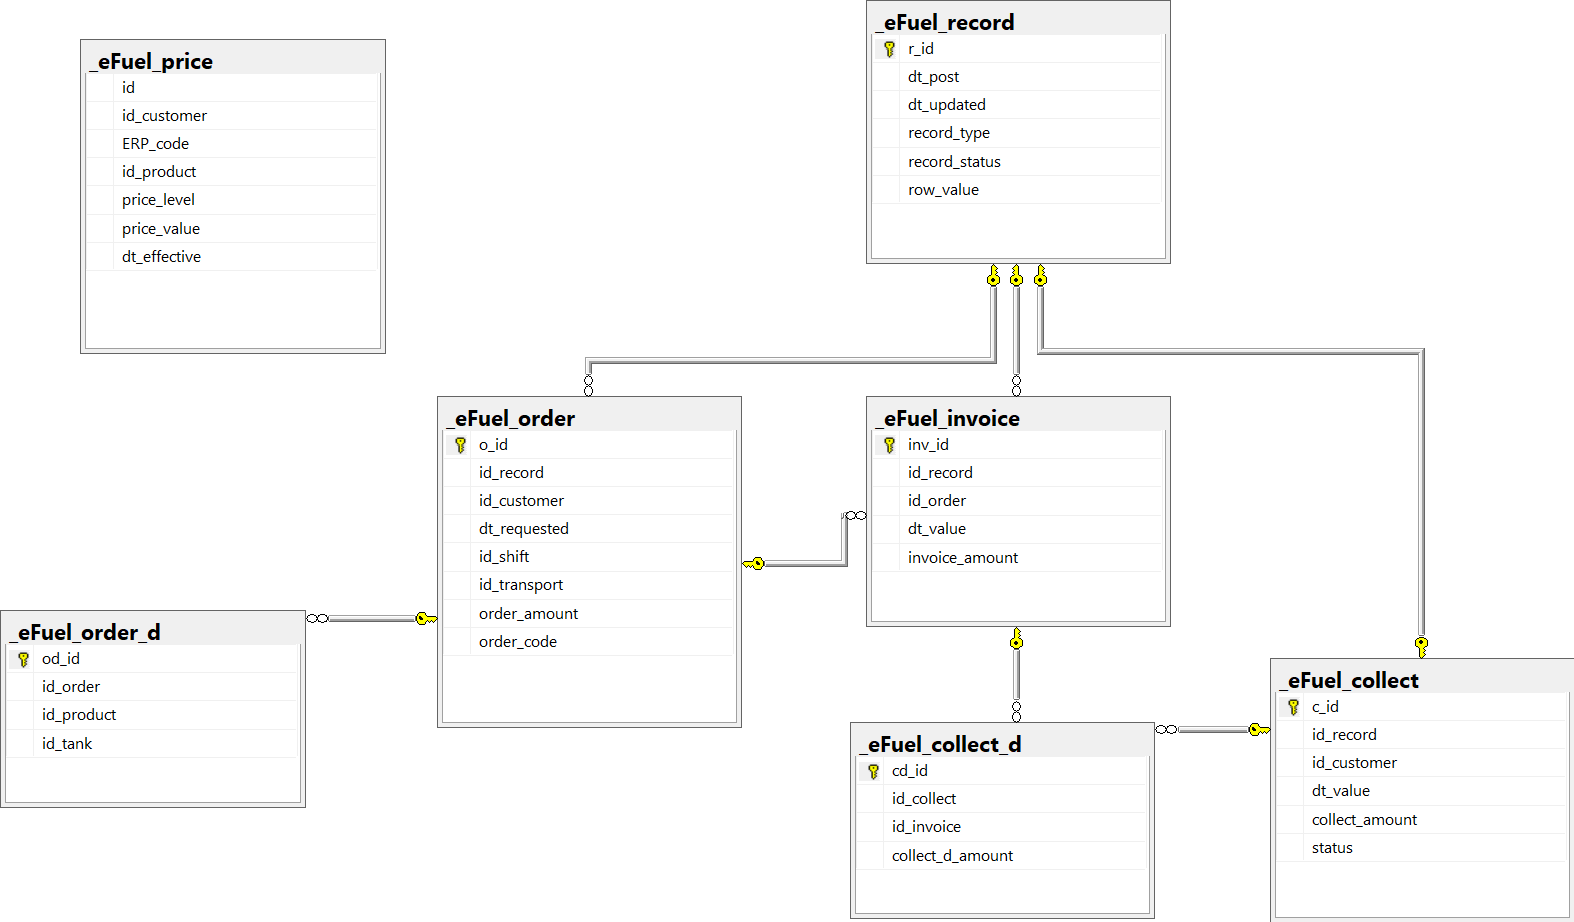 _eFuel_price
id
id_customer
ERP_code
id_product
price_level
price_value
dt_effective
_eFuel_record
r_id
dt_post
dt_updated
record_type
record_status
row_value
_eFuel_order
o_id
id_record
id_customer
dt_requested
id_shift
id_transport
order_amount
order_code
_eFuel_invoice
inv_id
id_record
id_order
dt_value
invoice_amount
_eFuel_order_d
od_id
id_order
id_product
id_tank
_eFuel_collect_d
cd_id
id_collect
id_invoice
collect_d_amount
_eFuel_collect
c_id
id_record
id_customer
dt_value
collect_amount
status